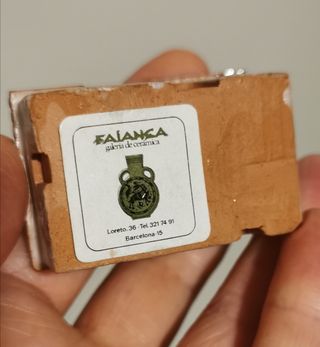 FAIANÇA
galeria de ceràmica
Loreto, 36 - Tel. 321 74 91
Barcelona-15